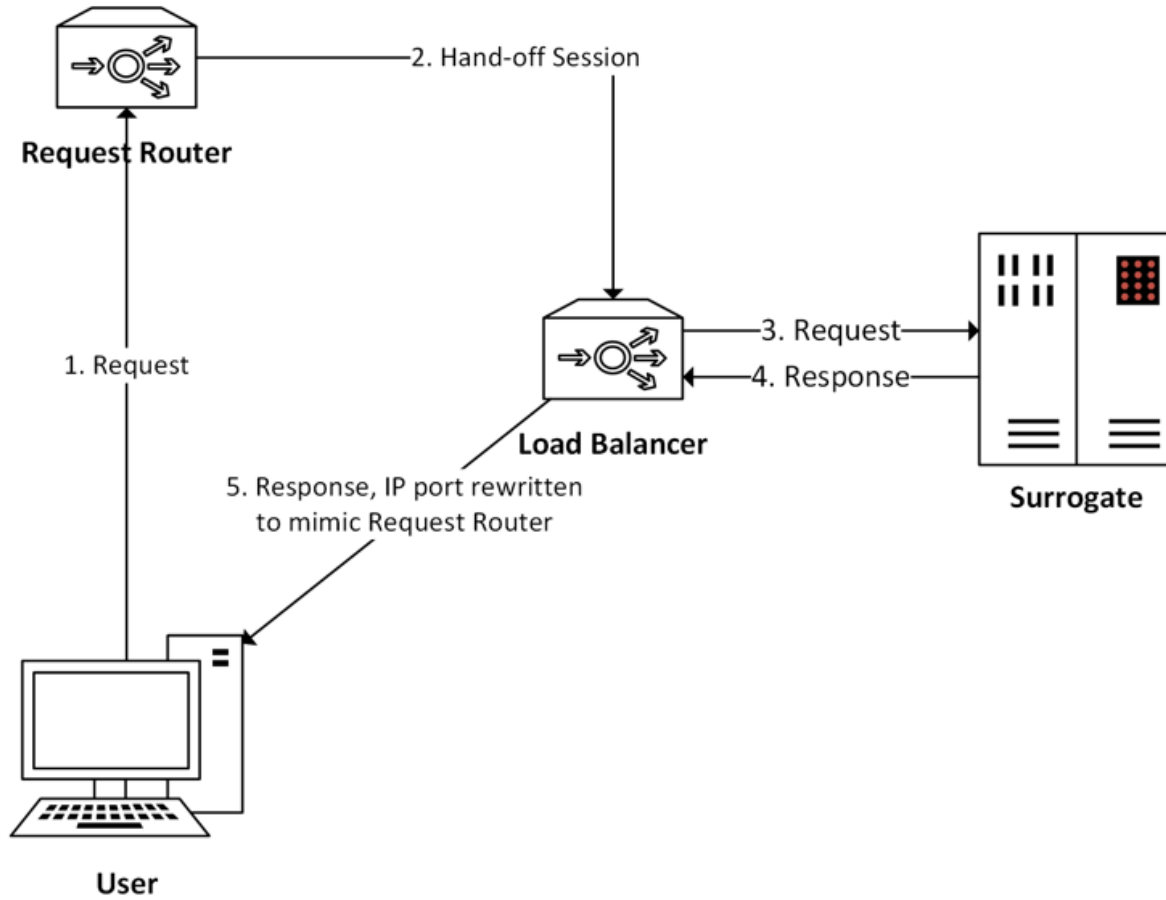 2. Hand-off Session
Request Router
1. Request
3. Request
4. Response
Load Balancer
5. Response, IP port rewritten
to mimic Request Router
Surrogate
User